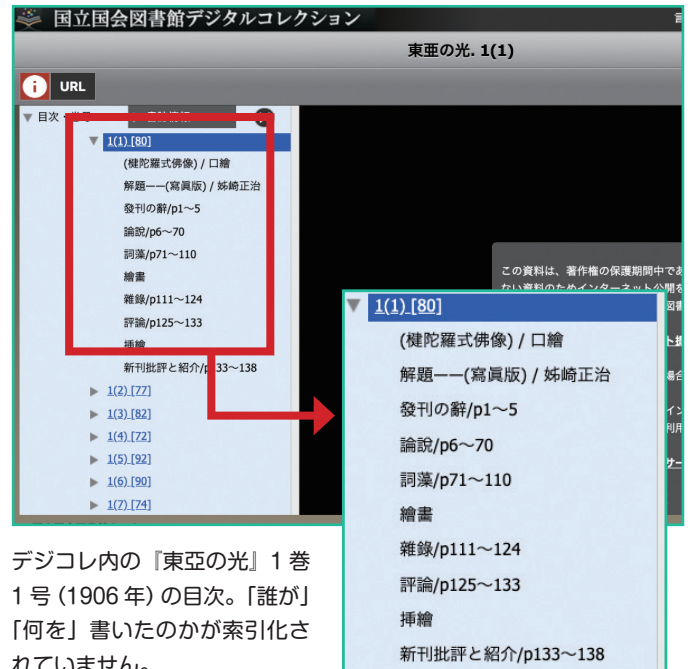 国立国会図書館デジタルコレクション
東亜の光. 1(1)
i URL
▼ 目次・
▼ 1(1) [80]
(犍陀羅式佛像) / 口繪
解題——(寫眞版) / 姊崎正治
發刊の辭/p1～5
論說/p6～70
詞藻/p71～110
繪畫
雜錄/p111～124
評論/p125～133
挿繪
新刊批評と紹介/p133～138
▶ 1(2) [77]
▶ 1(3) [82]
▶ 1(4) [72]
▶ 1(5) [92]
▶ 1(6) [90]
▶ 1(7) [74]
この資料は、著作権の保護期間中であ
ない資料のためインターネット公開を
▼ 1(1) [80]
(犍陀羅式佛像) / 口繪
解題——(寫眞版) / 姊崎正治
發刊の辭/p1～5
論說/p6～70
詞藻/p71～110
繪畫
雜錄/p111～124
評論/p125～133
挿繪
新刊批評と紹介/p133～138
デジコレ内の『東亞の光』1 巻
1 号 (1906 年) の目次。「誰が」
「何を」書いたのかが索引化さ
れていません。